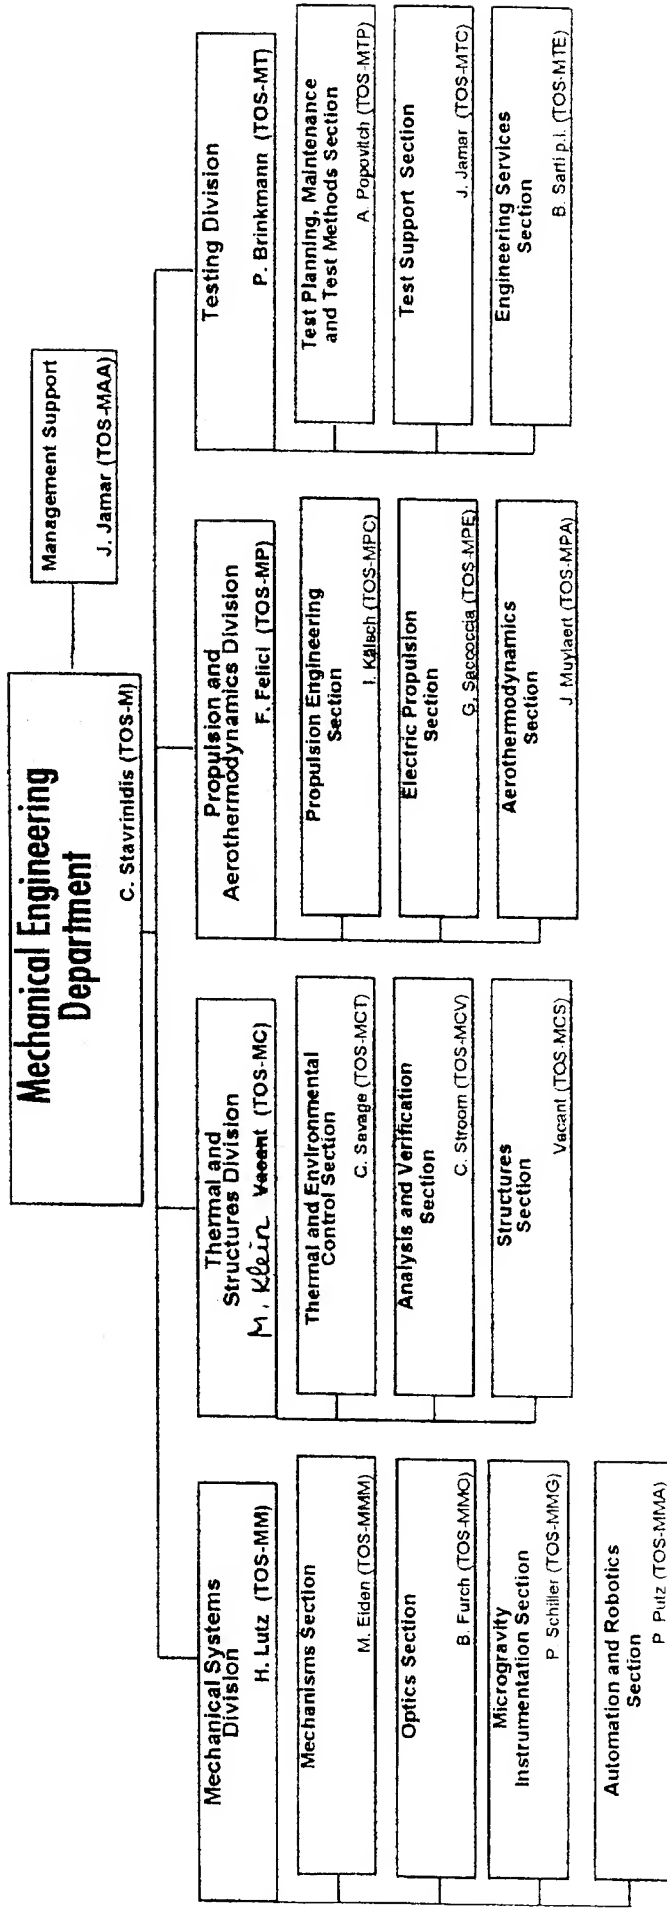 Mechanical Engineering
Department
C. Stavrinidis (TOS-M)
Management Support
J. Jamar (TOS-MAA)
Mechanical Systems
Division
H. Lutz (TOS-MM)
Mechanisms Section
M. Eiden (TOS-MMM)
Optics Section
B. Furch (TOS-MMO)
Microgravity
Instrumentation Section
P Schiller (TOS-MMG)
Automation and Robotics
Section
P Putz (TOS-MMA)
Thermal and
Structures Division
M. Klein Vacant (TOS-MC)
Thermal and Environmental
Control Section
C. Savage (TOS-MCT)
Analysis and Verification
Section
C. Stroom (TOS-MCV)
Structures
Section
Vacant (TOS-MCS)
Propulsion and
Aerothermodynamics Division
F. Felici (TOS-MP)
Propulsion Engineering
Section
I. Kälsch (TOS-MPC)
Electric Propulsion
Section
G. Saccoccia (TOS-MPE)
Aerothermodynamics
Section
J. Muylaert (TOS-MPA)
Testing Division
P. Brinkmann (TOS-MT)
Test Planning, Maintenance
and Test Methods Section
A. Popovitch (TOS-MTP)
Test Support Section
J. Jamar (TOS-MTC)
Engineering Services
Section
B. Sarti p.i. (TOS-MTE)